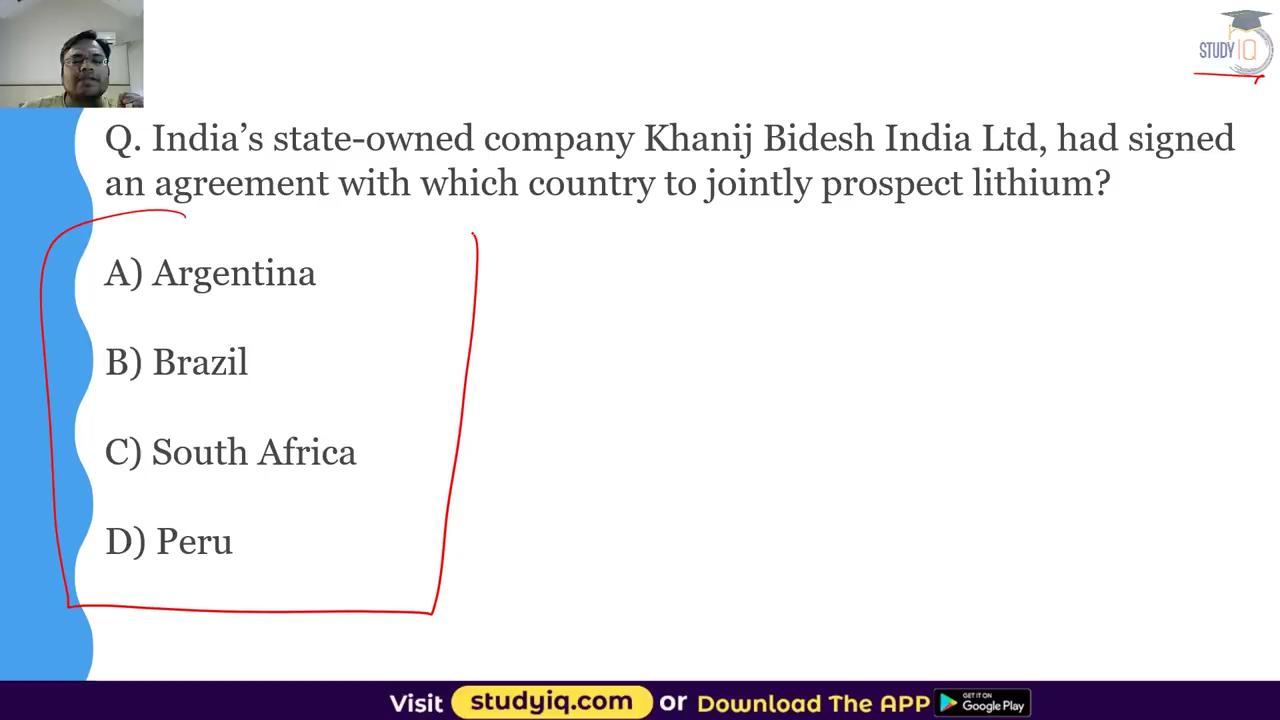 STUDY IQ
Q. India’s state-owned company Khanij Bidesh India Ltd, had signed
an agreement with which country to jointly prospect lithium?
A) Argentina
B) Brazil
C) South Africa
D) Peru
Visit studyiq.com or Download The APP GET IT ON Google Play